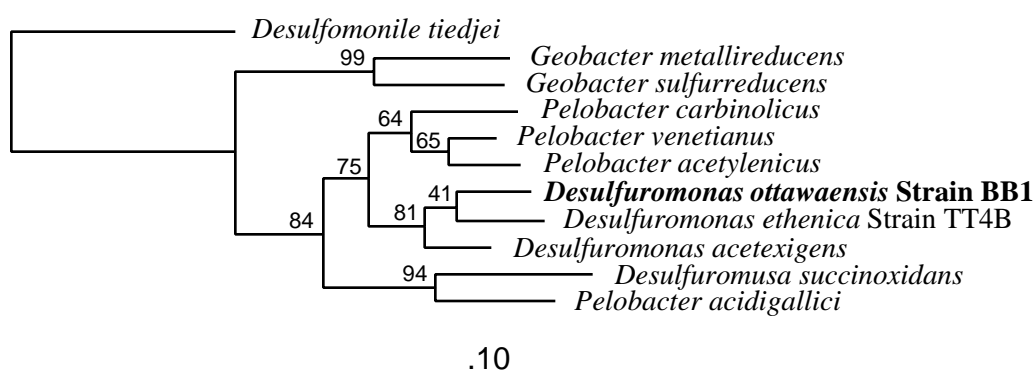 Desulfomonile tiedjei
99 Geobacter metallireducens
Geobacter sulfurreducens
Pelobacter carbinolicus
64
Pelobacter venetianus
65
Pelobacter acetylenicus
75
Desulfuromonas ottawaensis Strain BB1
41
Desulfuromonas ethenica Strain TT4B
81
84
Desulfuromonas acetexigens
94 Desulfuromusa succinoxidans
Pelobacter acidigallici
.10